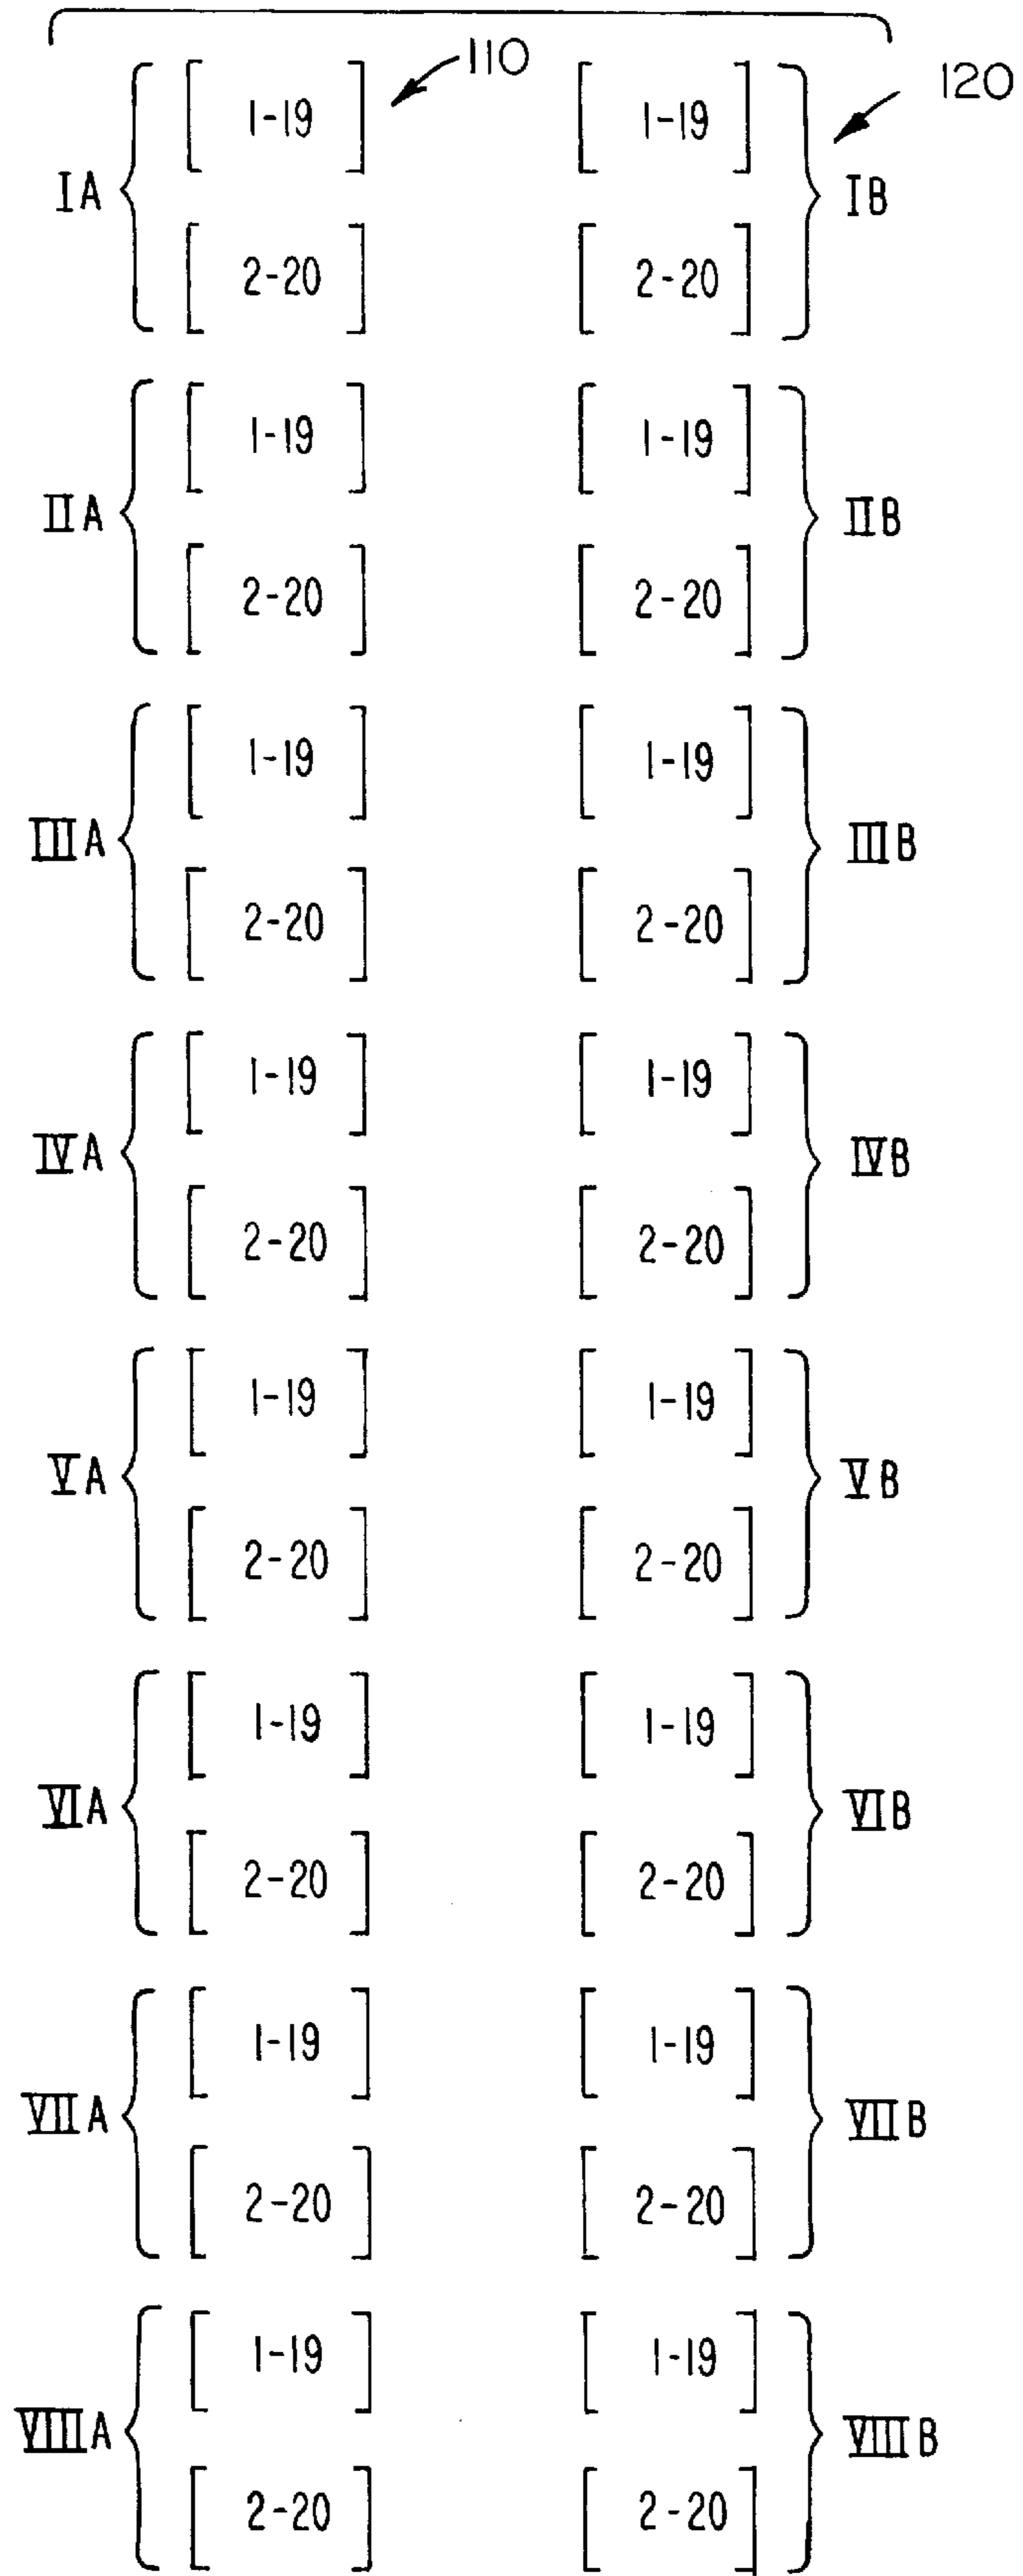 110
120
[ 1-19 ] [ 1-19 ]
IA IB
[ 2-20 ] [ 2-20 ]
[ 1-19 ] [ 1-19 ]
IIA IIB
[ 2-20 ] [ 2-20 ]
[ 1-19 ] [ 1-19 ]
IIIA IIIB
[ 2-20 ] [ 2-20 ]
[ 1-19 ] [ 1-19 ]
IVA IVB
[ 2-20 ] [ 2-20 ]
[ 1-19 ] [ 1-19 ]
VA VB
[ 2-20 ] [ 2-20 ]
[ 1-19 ] [ 1-19 ]
VIA VIB
[ 2-20 ] [ 2-20 ]
[ 1-19 ] [ 1-19 ]
VIIA VIIB
[ 2-20 ] [ 2-20 ]
[ 1-19 ] [ 1-19 ]
VIIIA VIIIB
[ 2-20 ] [ 2-20 ]